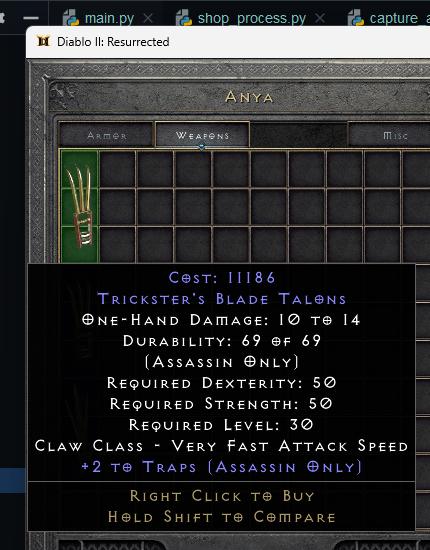 main.py
shop_process.py
capture_a
Diablo II: Resurrected
Anya
Armor
Weapons
Misc
Cost: 11186
Trickster's Blade Talons
One-Hand Damage: 10 to 14
Durability: 69 of 69
(Assassin Only)
Required Dexterity: 50
Required Strength: 50
Required Level: 30
Claw Class - Very Fast Attack Speed
+2 to Traps (Assassin Only)
Right Click to Buy
Hold Shift to Compare